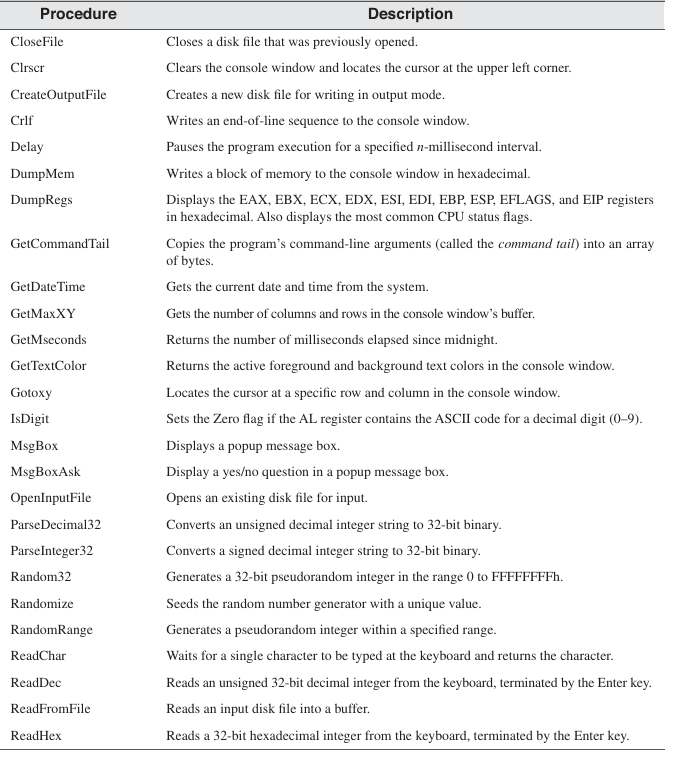 Procedure Description
CloseFile Closes a disk file that was previously opened.
Clrscr Clears the console window and locates the cursor at the upper left corner.
CreateOutputFile Creates a new disk file for writing in output mode.
Crlf Writes an end-of-line sequence to the console window.
Delay Pauses the program execution for a specified n-millisecond interval.
DumpMem Writes a block of memory to the console window in hexadecimal.
DumpRegs Displays the EAX, EBX, ECX, EDX, ESI, EDI, EBP, ESP, EFLAGS, and EIP registers
in hexadecimal. Also displays the most common CPU status flags.
GetCommandTail Copies the program's command-line arguments (called the command tail) into an array
of bytes.
GetDateTime Gets the current date and time from the system.
GetMaxXY Gets the number of columns and rows in the console window's buffer.
GetMseconds Returns the number of milliseconds elapsed since midnight.
GetTextColor Returns the active foreground and background text colors in the console window.
Gotoxy Locates the cursor at a specific row and column in the console window.
IsDigit Sets the Zero flag if the AL register contains the ASCII code for a decimal digit (0–9).
MsgBox Displays a popup message box.
MsgBoxAsk Display a yes/no question in a popup message box.
OpenInputFile Opens an existing disk file for input.
ParseDecimal32 Converts an unsigned decimal integer string to 32-bit binary.
ParseInteger32 Converts a signed decimal integer string to 32-bit binary.
Random32 Generates a 32-bit pseudorandom integer in the range 0 to FFFFFFFFh.
Randomize Seeds the random number generator with a unique value.
RandomRange Generates a pseudorandom integer within a specified range.
ReadChar Waits for a single character to be typed at the keyboard and returns the character.
ReadDec Reads an unsigned 32-bit decimal integer from the keyboard, terminated by the Enter key.
ReadFromFile Reads an input disk file into a buffer.
ReadHex Reads a 32-bit hexadecimal integer from the keyboard, terminated by the Enter key.